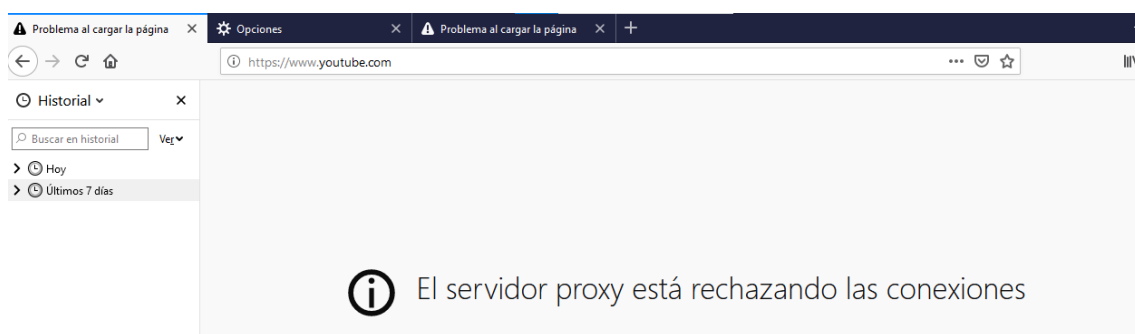 Problema al cargar la página
Opciones
Problema al cargar la página
https://www.youtube.com
Historial
Buscar en historial
Ver
Hoy
Últimos 7 días
El servidor proxy está rechazando las conexiones